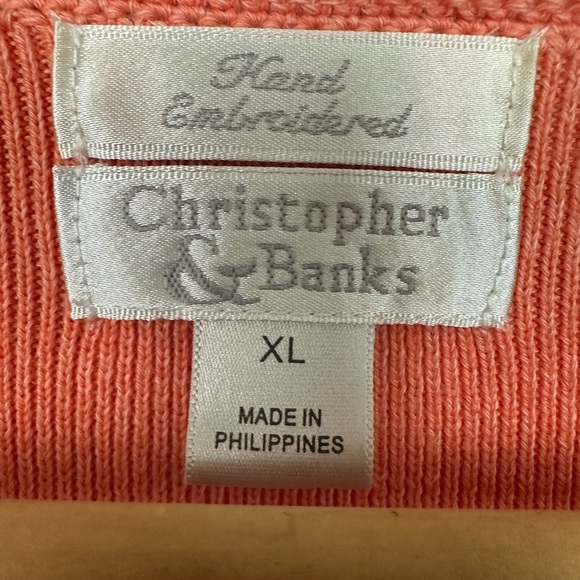 Hand
Embroidered
Christopher
& Banks
XL
MADE IN
PHILIPPINES